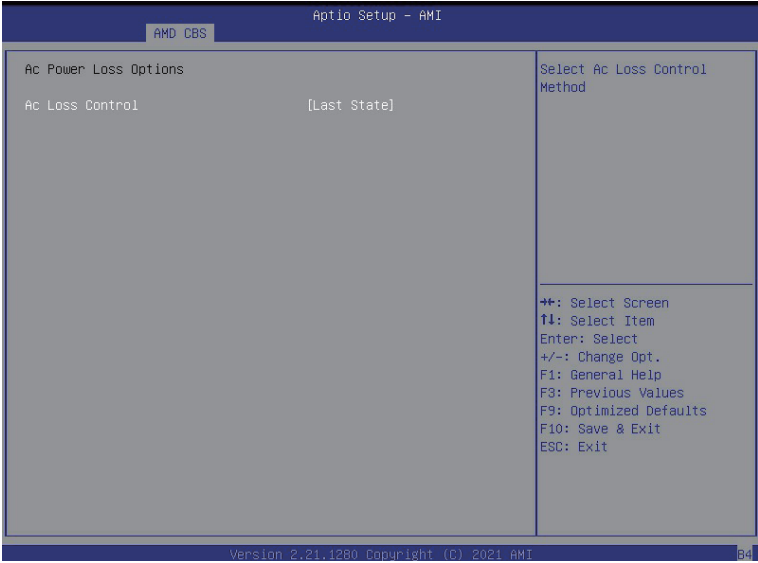 Aptio Setup – AMI
AMD CBS
Ac Power Loss Options
Ac Loss Control [Last State]
Select Ac Loss Control
Method
→←: Select Screen
↑↓: Select Item
Enter: Select
+/-: Change Opt.
F1: General Help
F3: Previous Values
F9: Optimized Defaults
F10: Save & Exit
ESC: Exit
Version 2.21.1280 Copyright (C) 2021 AMI
B4